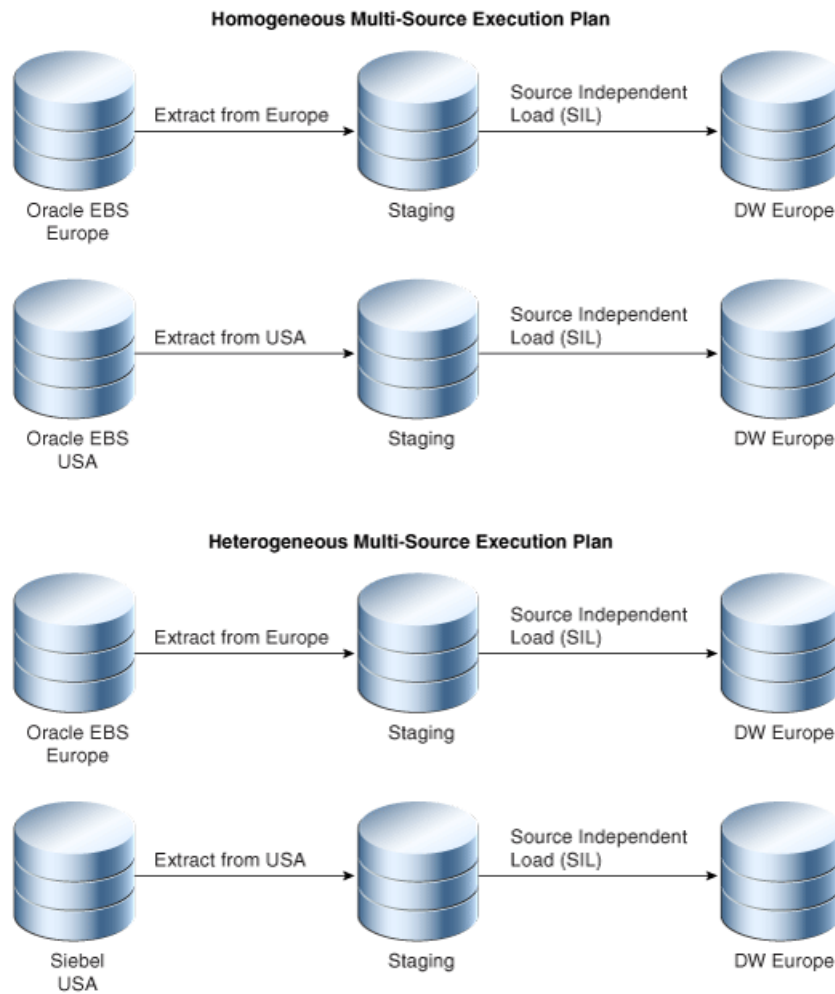 Homogeneous Multi-Source Execution Plan
Extract from Europe
Source Independent
Load (SIL)
Oracle EBS
Europe
Staging
DW Europe
Extract from USA
Source Independent
Load (SIL)
Oracle EBS
USA
Staging
DW Europe
Heterogeneous Multi-Source Execution Plan
Extract from Europe
Source Independent
Load (SIL)
Oracle EBS
Europe
Staging
DW Europe
Extract from USA
Source Independent
Load (SIL)
Siebel
USA
Staging
DW Europe